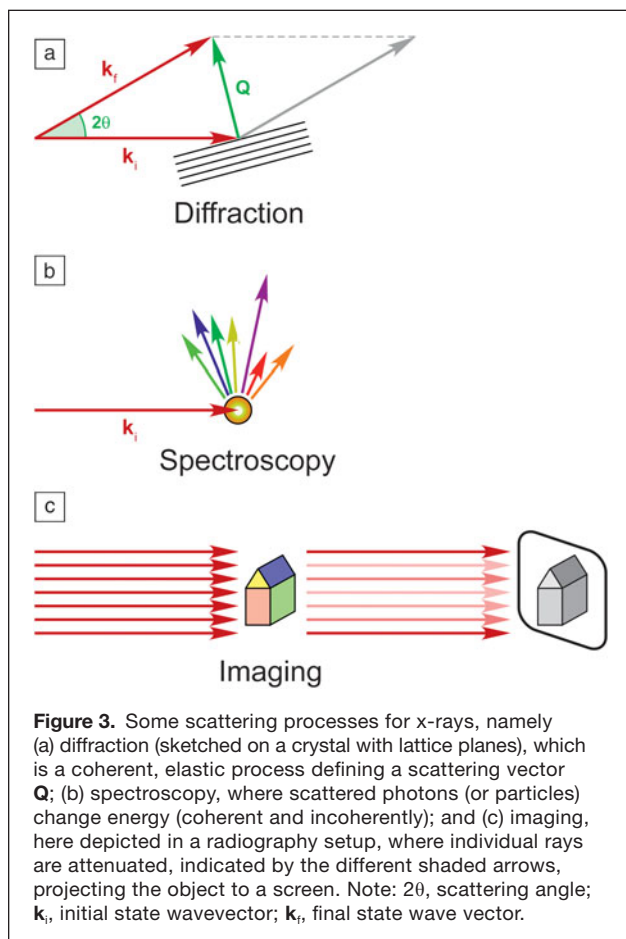 a
k_f
Q
2θ
k_i
Diffraction
b
k_i
Spectroscopy
c
Imaging
Figure 3. Some scattering processes for x-rays, namely
(a) diffraction (sketched on a crystal with lattice planes), which
is a coherent, elastic process defining a scattering vector
Q; (b) spectroscopy, where scattered photons (or particles)
change energy (coherent and incoherently); and (c) imaging,
here depicted in a radiography setup, where individual rays
are attenuated, indicated by the different shaded arrows,
projecting the object to a screen. Note: 2θ, scattering angle;
k_i, initial state wavevector; k_f, final state wave vector.